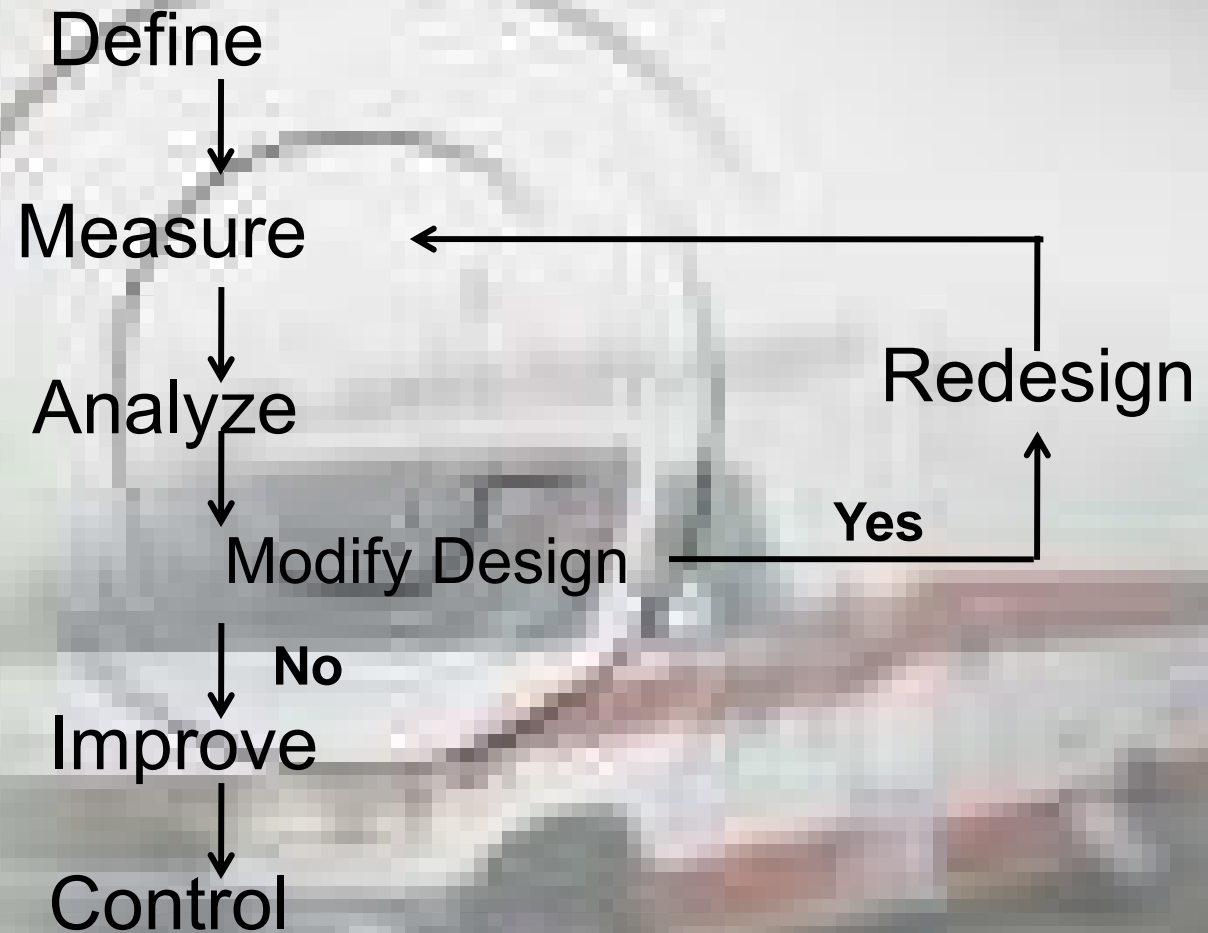 Define
Measure
Analyze
Redesign
Yes
Modify Design
No
Improve
Control